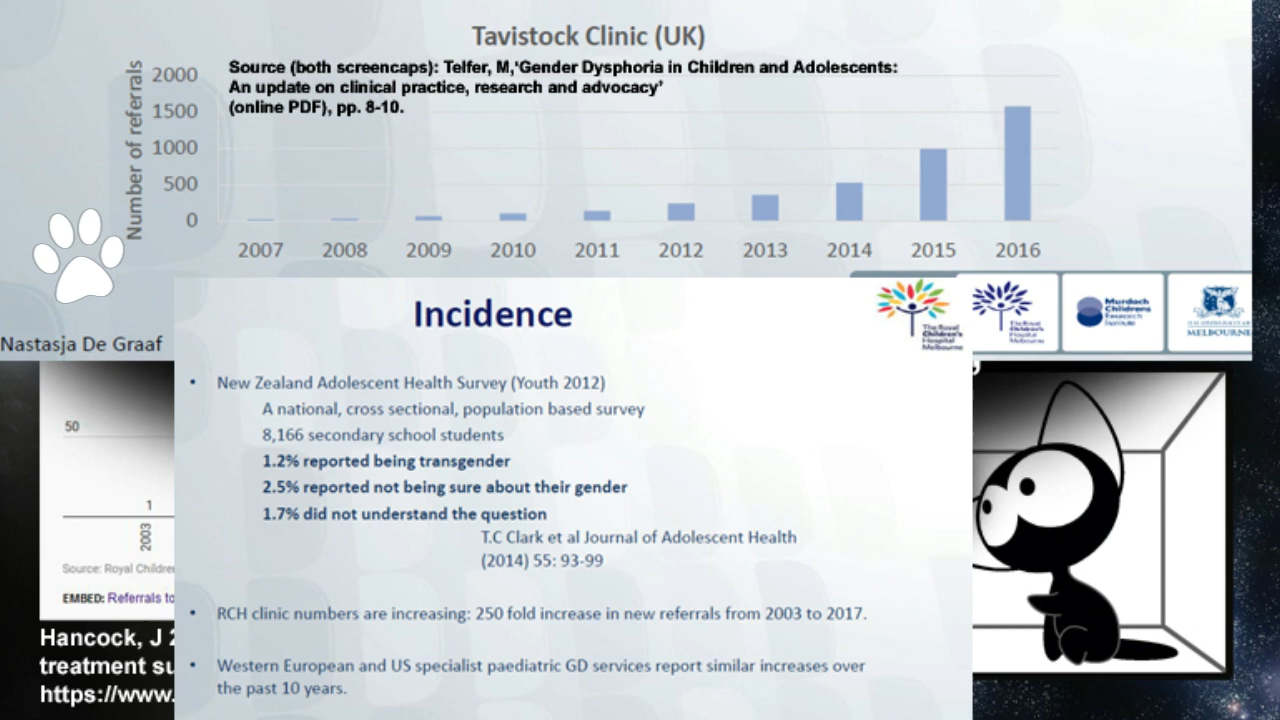 Tavistock Clinic (UK)
Source (both screencaps): Telfer, M,'Gender Dysphoria in Children and Adolescents:
An update on clinical practice, research and advocacy'
(online PDF), pp. 8-10.
Number of referrals
2000
1500
1000
500
0
2007 2008 2009 2010 2011 2012 2013 2014 2015 2016
Nastasja De Graaf
Incidence
The Royal
Children's
Hospital
Melbourne
The Royal
Children's
Hospital
Melbourne
Murdoch
Childrens
Research
Institute
MELBOURNE
• New Zealand Adolescent Health Survey (Youth 2012)
A national, cross sectional, population based survey
8,166 secondary school students
1.2% reported being transgender
2.5% reported not being sure about their gender
1.7% did not understand the question
T.C Clark et al Journal of Adolescent Health
(2014) 55: 93-99
• RCH clinic numbers are increasing: 250 fold increase in new referrals from 2003 to 2017.
• Western European and US specialist paediatric GD services report similar increases over
the past 10 years.
50
1
2003
Source: Royal Childre
EMBED: Referrals to
Hancock, J 2
treatment su
https://www.